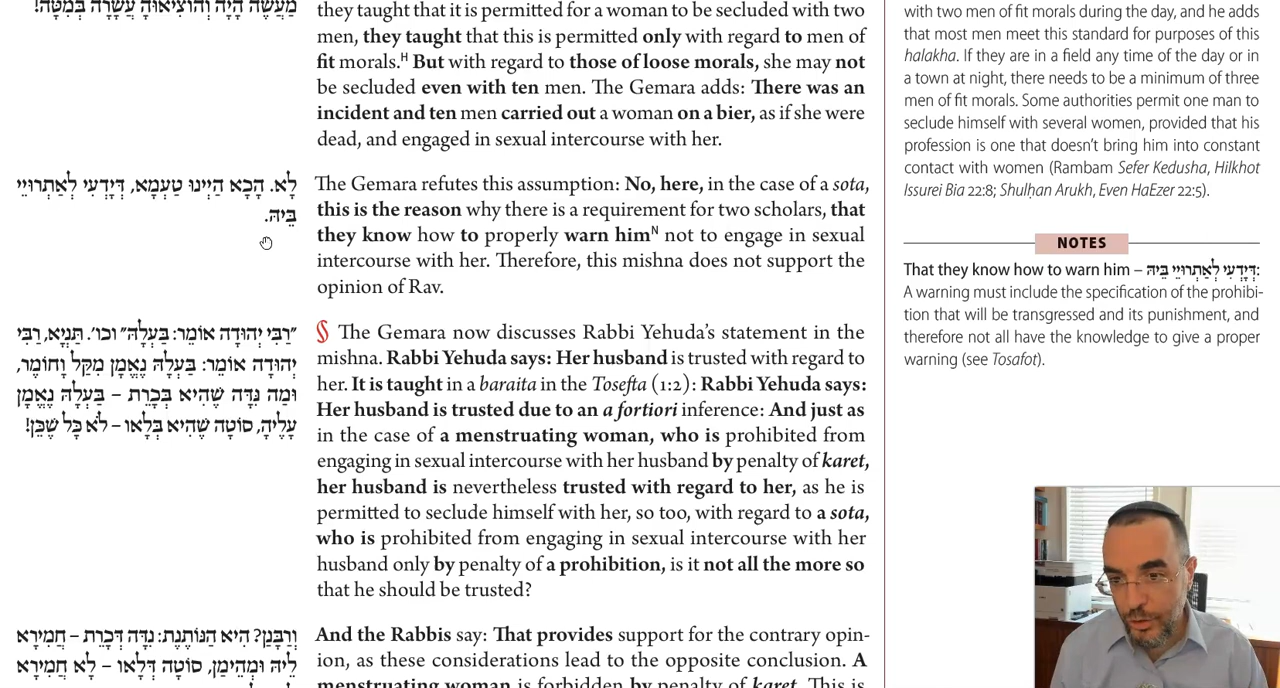 מַעֲשֶׂה הָיָה וְהוֹצִיאוּהָ עֲשָׂרָה בְּמִטָּה!
לָא. הָכָא הַיְינוּ טַעְמָא, דְּיָדְעִי לְאַתְרוּיֵי
בֵּיהּ.
״רַבִּי יְהוּדָה אוֹמֵר: בַּעְלָהּ״ וכו׳. תַּנְיָא, רַבִּי
יְהוּדָה אוֹמֵר: בַּעְלָהּ נֶאֱמָן מִקַּל וָחוֹמֶר,
וּמַה נִּדָּה שֶׁהִיא בְּכָרֵת – בַּעְלָהּ נֶאֱמָן
עָלֶיהָ, סוֹטָה שֶׁהִיא בְּלָאו – לֹא כָּל שֶׁכֵּן!
וְרַבָּנַן? הִיא הַנּוֹתֶנֶת: נִדָּה דְּכָרֵת – חֲמִירָא
לֵיהּ וּמְהֵימַן, סוֹטָה דְּלָאו – לָא חֲמִירָא
they taught that it is permitted for a woman to be secluded with two
men, they taught that this is permitted only with regard to men of
fit morals.H But with regard to those of loose morals, she may not
be secluded even with ten men. The Gemara adds: There was an
incident and ten men carried out a woman on a bier, as if she were
dead, and engaged in sexual intercourse with her.
The Gemara refutes this assumption: No, here, in the case of a sota,
this is the reason why there is a requirement for two scholars, that
they know how to properly warn himN not to engage in sexual
intercourse with her. Therefore, this mishna does not support the
opinion of Rav.
§ The Gemara now discusses Rabbi Yehuda’s statement in the
mishna. Rabbi Yehuda says: Her husband is trusted with regard to
her. It is taught in a baraita in the Tosefta (1:2): Rabbi Yehuda says:
Her husband is trusted due to an a fortiori inference: And just as
in the case of a menstruating woman, who is prohibited from
engaging in sexual intercourse with her husband by penalty of karet,
her husband is nevertheless trusted with regard to her, as he is
permitted to seclude himself with her, so too, with regard to a sota,
who is prohibited from engaging in sexual intercourse with her
husband only by penalty of a prohibition, is it not all the more so
that he should be trusted?
And the Rabbis say: That provides support for the contrary opin-
ion, as these considerations lead to the opposite conclusion. A
menstruating woman is forbidden by penalty of karet. This is
with two men of fit morals during the day, and he adds
that most men meet this standard for purposes of this
halakha. If they are in a field any time of the day or in
a town at night, there needs to be a minimum of three
men of fit morals. Some authorities permit one man to
seclude himself with several women, provided that his
profession is one that doesn’t bring him into constant
contact with women (Rambam Sefer Kedusha, Hilkhot
Issurei Bia 22:8; Shulḥan Arukh, Even HaEzer 22:5).
NOTES
That they know how to warn him – דְּיָדְעִי לְאַתְרוּיֵי בֵּיהּ:
A warning must include the specification of the prohibi-
tion that will be transgressed and its punishment, and
therefore not all have the knowledge to give a proper
warning (see Tosafot).